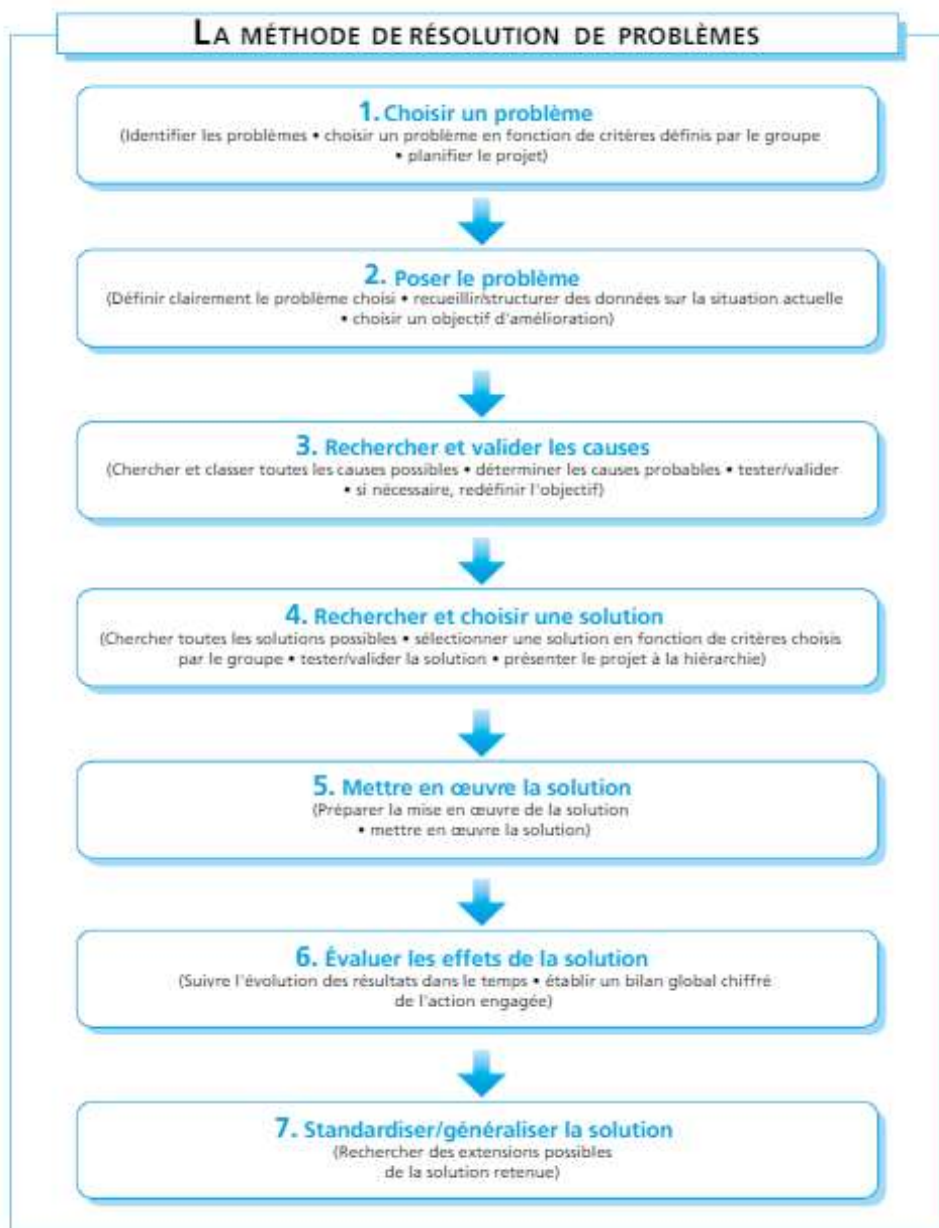 LA MÉTHODE DE RÉSOLUTION DE PROBLÈMES
1. Choisir un problème
(Identifier les problèmes • choisir un problème en fonction de critères définis par le groupe
• planifier le projet)
2. Poser le problème
(Définir clairement le problème choisi • recueillir/structurer des données sur la situation actuelle
• choisir un objectif d'amélioration)
3. Rechercher et valider les causes
(Chercher et classer toutes les causes possibles • déterminer les causes probables • tester/valider
• si nécessaire, redéfinir l'objectif)
4. Rechercher et choisir une solution
(Chercher toutes les solutions possibles • sélectionner une solution en fonction de critères choisis
par le groupe • tester/valider la solution • présenter le projet à la hiérarchie)
5. Mettre en œuvre la solution
(Préparer la mise en œuvre de la solution
• mettre en œuvre la solution)
6. Évaluer les effets de la solution
(Suivre l'évolution des résultats dans le temps • établir un bilan global chiffré
de l'action engagée)
7. Standardiser/généraliser la solution
(Rechercher des extensions possibles
de la solution retenue)